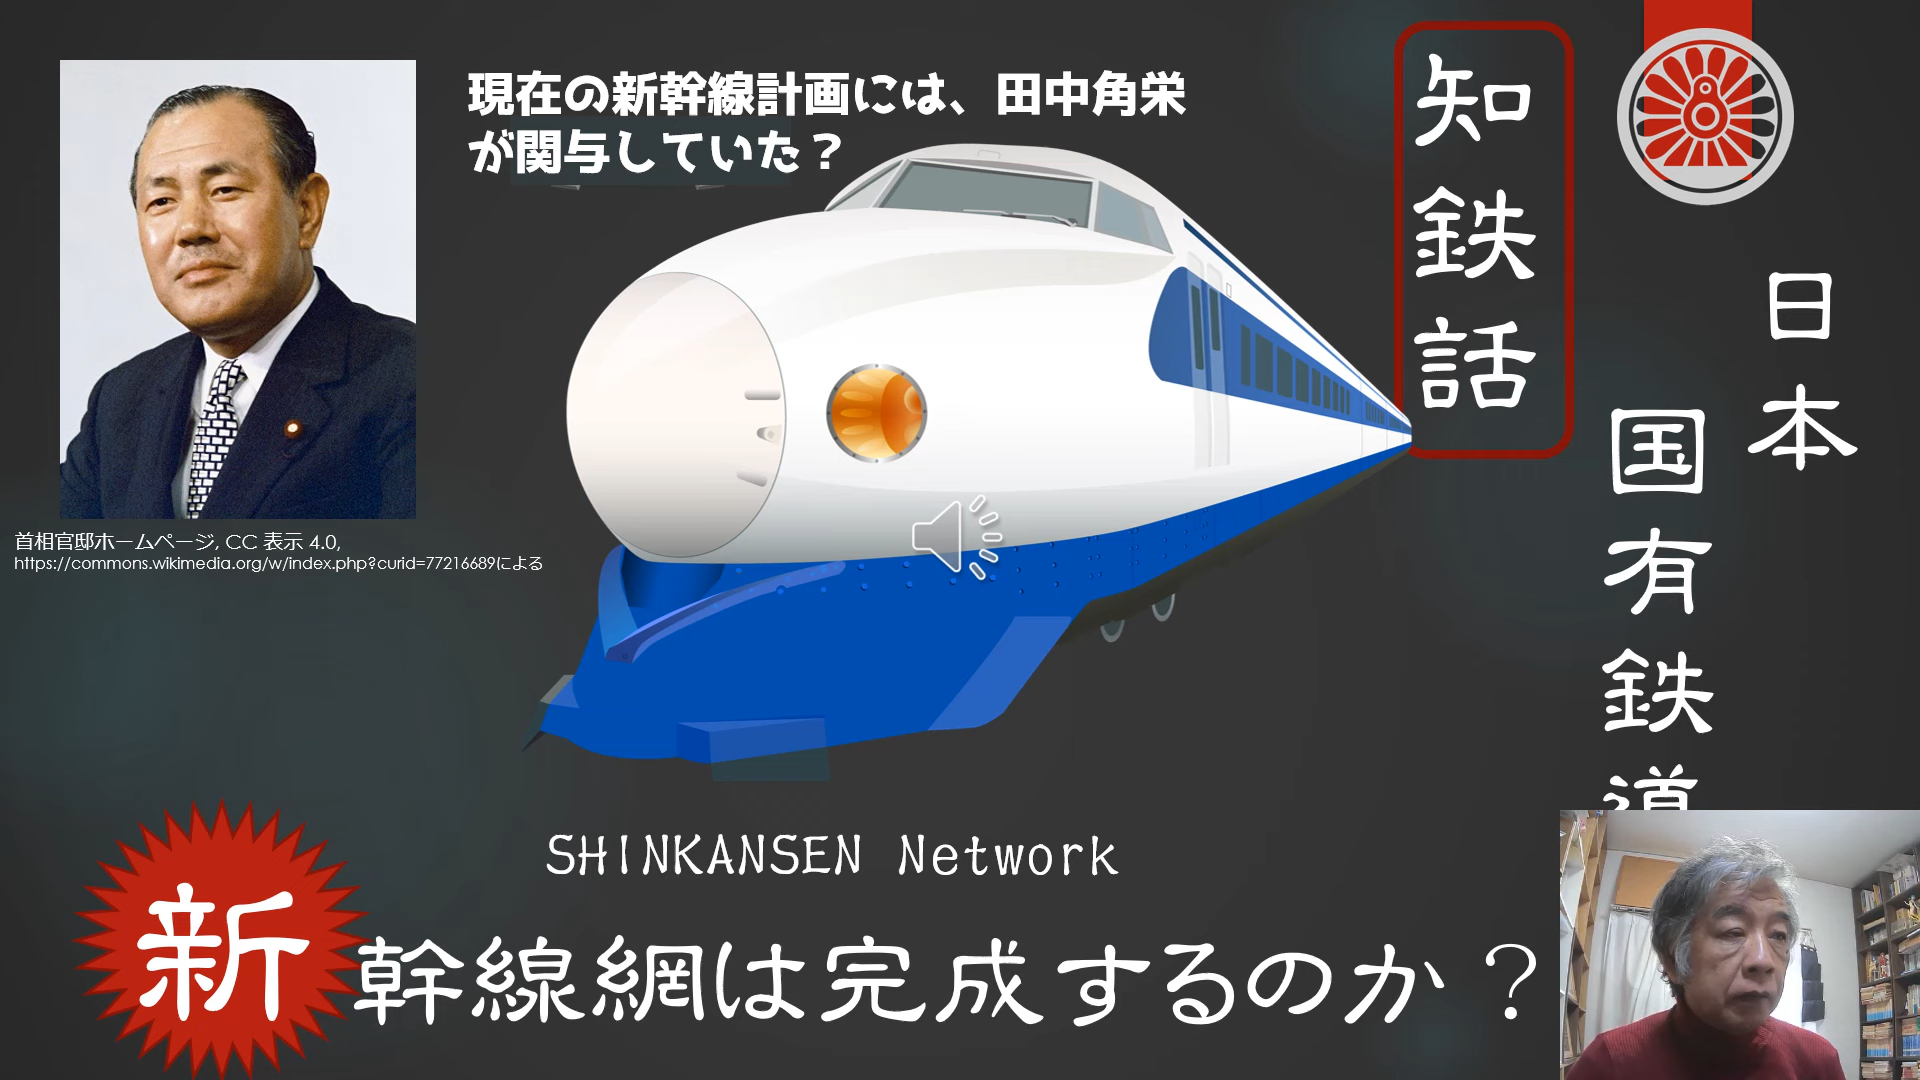 現在の新幹線計画には、田中角栄
が関与していた？
知鉄話
日本
国有鉄道
首相官邸ホームページ, CC 表示 4.0,
https://commons.wikimedia.org/w/index.php?curid=77216689による
SHINKANSEN Network
新幹線網は完成するのか？